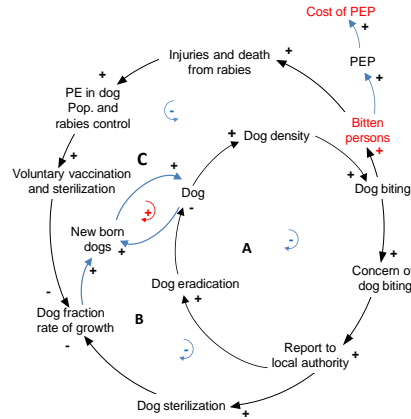 Cost of PEP
+
Injuries and death
from rabies
+
PEP
+
+
PE in dog
Pop. and
rabies control
-
Bitten
persons
+
+
Dog density
C
+
+
+
Voluntary vaccination
and sterilization
Dog
-
Dog biting
+
+
New born
dogs
+
+
A
-
+
Concern of
dog biting
Dog eradication
+
-
-
Dog fraction
rate of growth
B
-
Report to
local authority
+
Dog sterilization
+